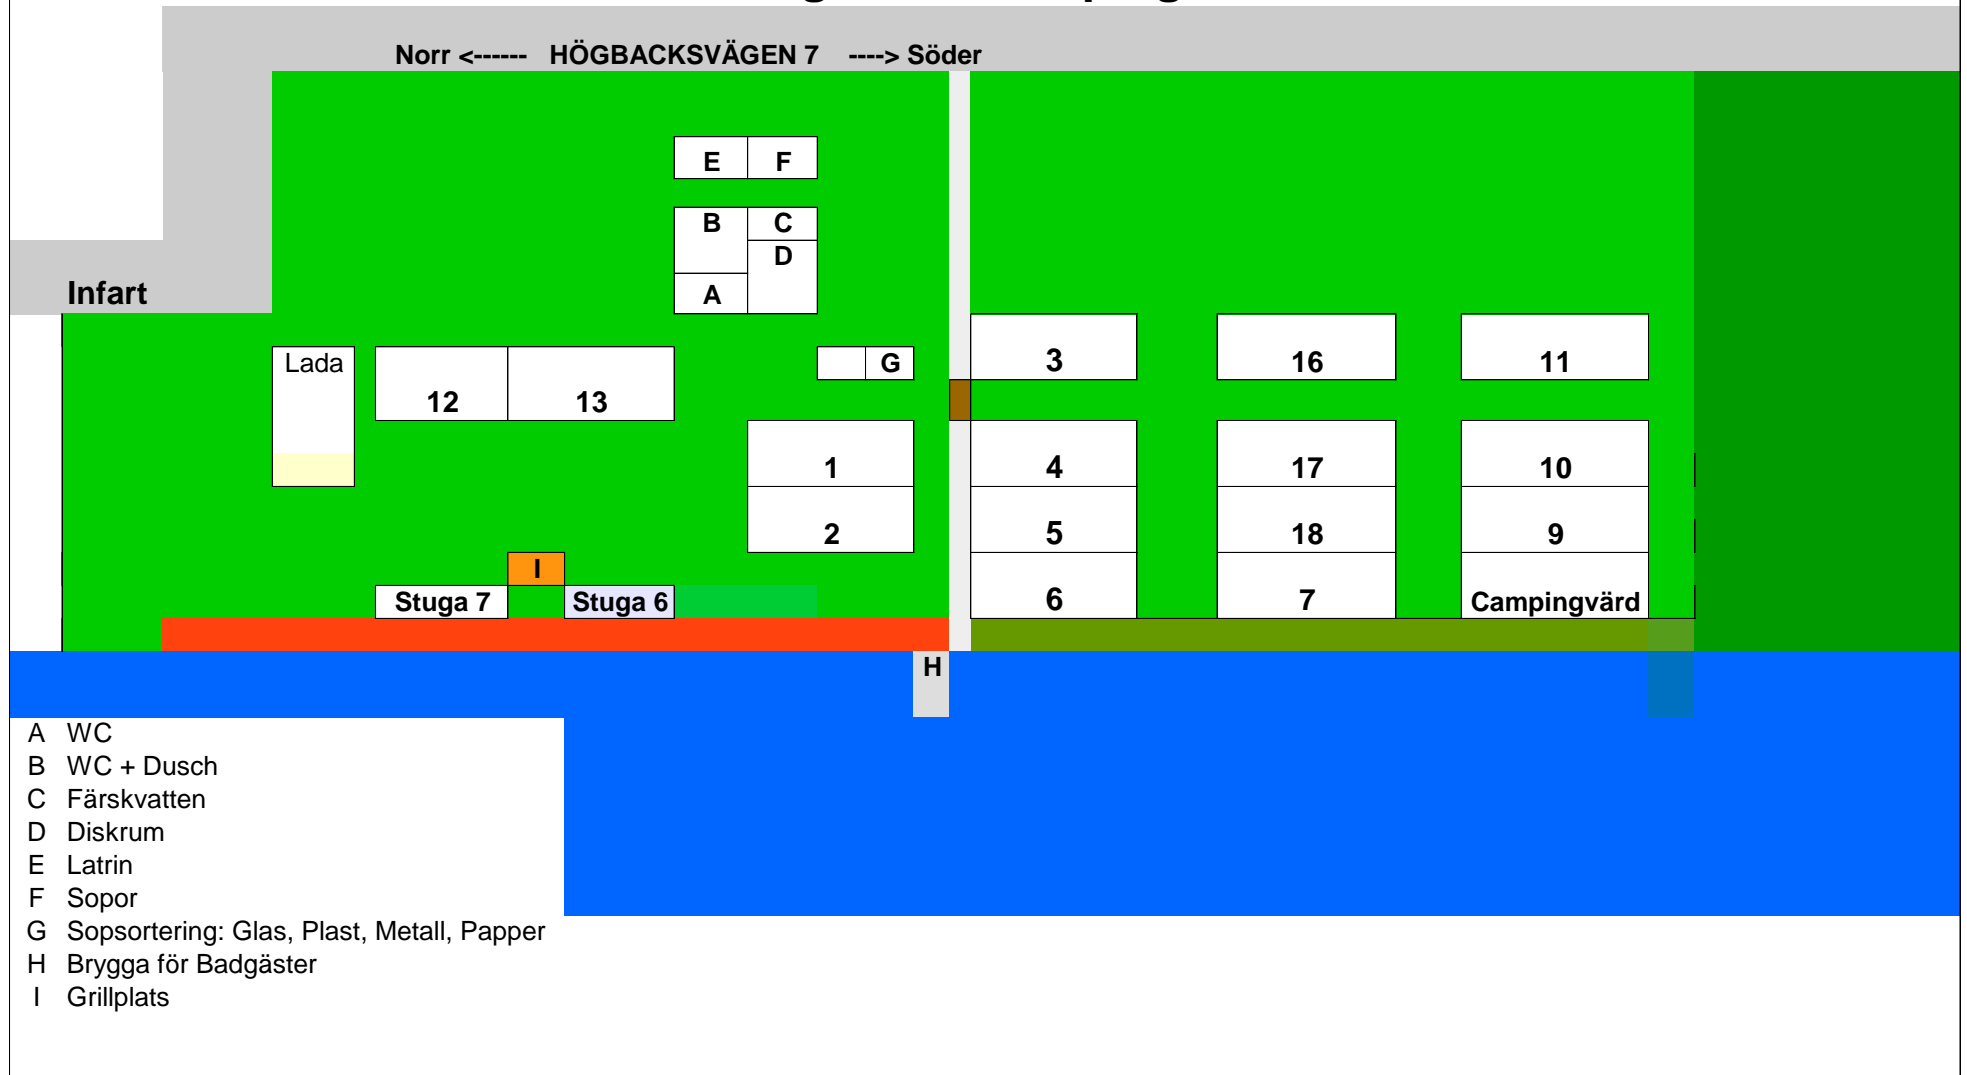 Norr <------ HÖGBACKSVÄGEN 7 ----> Söder
E F
B C
D
Infart
A
Lada
G
3 16 11
12 13
1 4 17 10
2 5 18 9
I
Stuga 7 Stuga 6
6 7 Campingvärd
H
A WC
B WC + Dusch
C Färskvatten
D Diskrum
E Latrin
F Sopor
G Sopsortering: Glas, Plast, Metall, Papper
H Brygga för Badgäster
I Grillplats